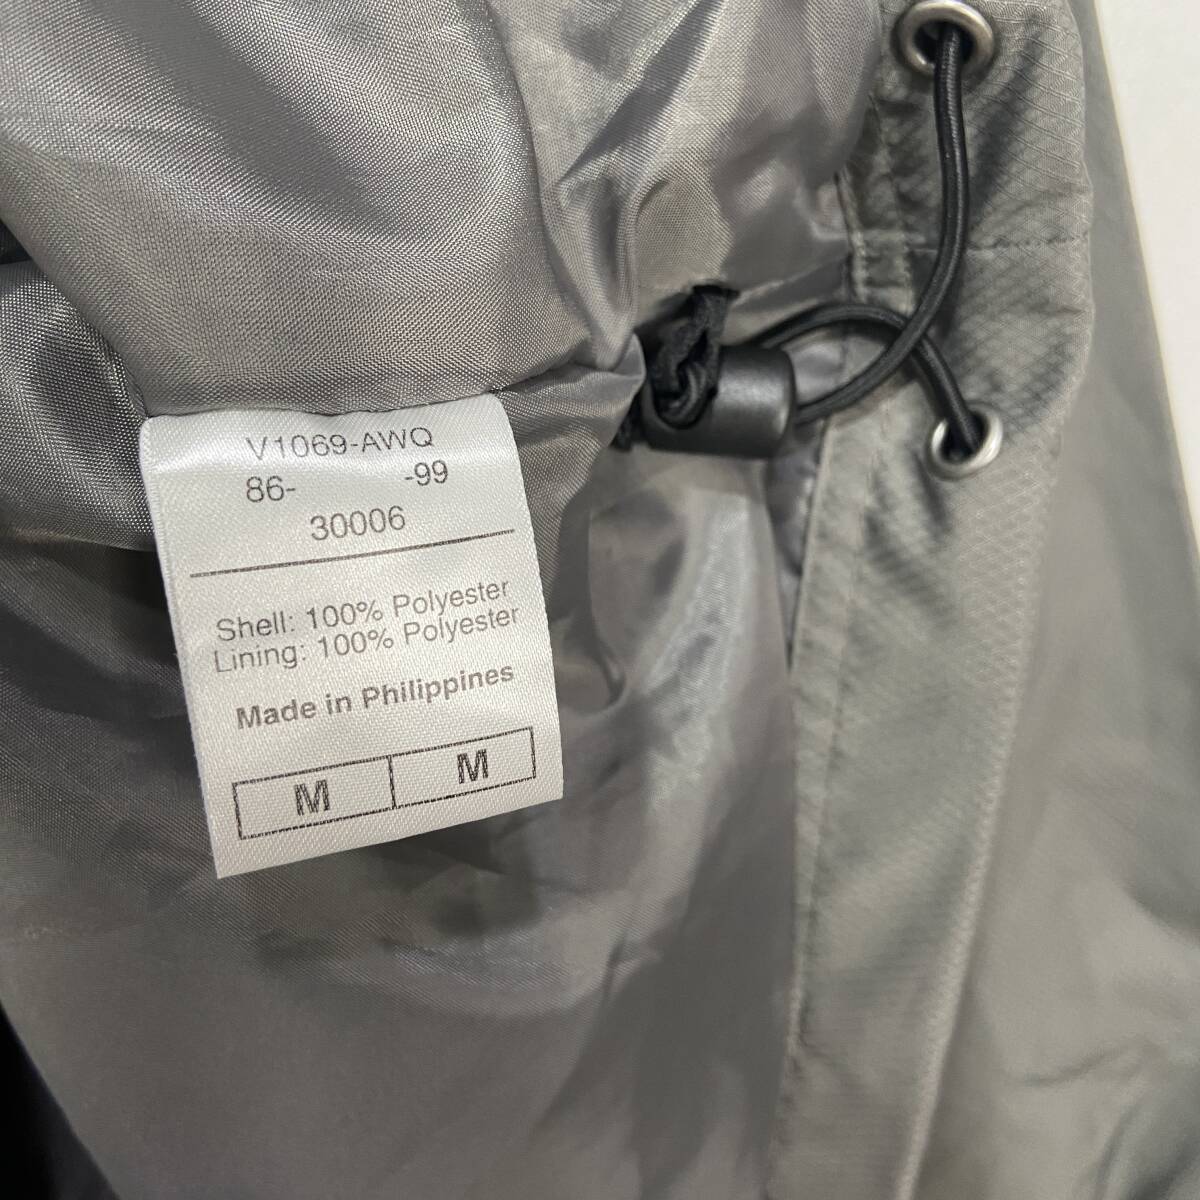 V1069-AWQ
86- -99
30006
Shell: 100% Polyester
Lining: 100% Polyester
Made in Philippines
M M